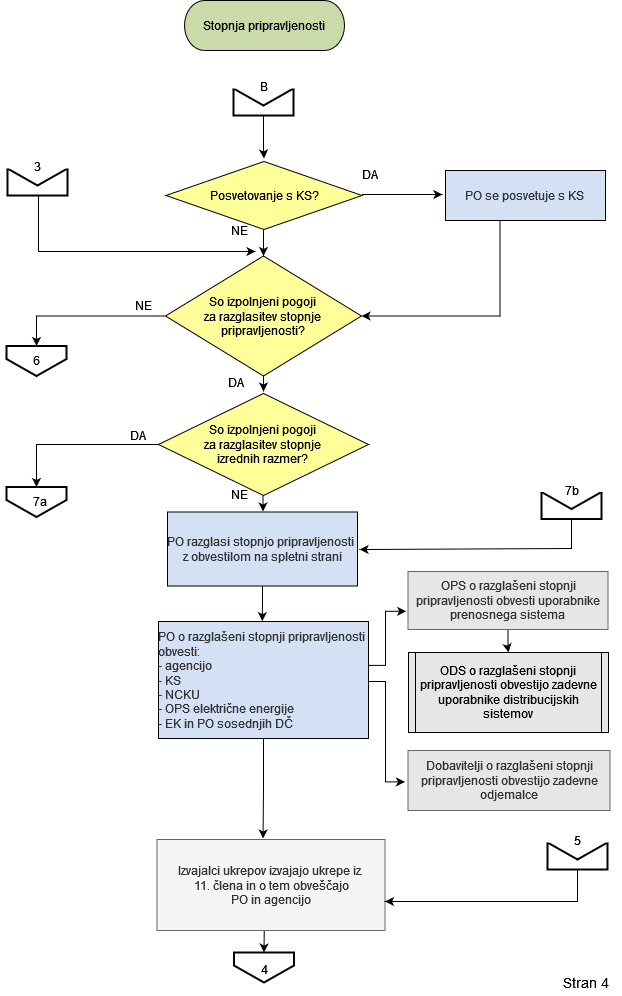 Stopnja pripravljenosti
B
3
Posvetovanje s KS?
DA
PO se posvetuje s KS
NE
So izpolnjeni pogoji
za razglasitev stopnje
pripravljenosti?
NE
6
DA
So izpolnjeni pogoji
za razglasitev stopnje
izrednih razmer?
DA
7a
NE
7b
PO razglasi stopnjo pripravljenosti
z obvestilom na spletni strani
OPS o razglašeni stopnji
pripravljenosti obvesti uporabnike
prenosnega sistema
PO o razglašeni stopnji pripravljenosti
obvesti:
- agencijo
- KS
- NCKU
- OPS električne energije
- EK in PO sosednjih DČ
ODS o razglašeni stopnji
pripravljenosti obvestijo zadevne
uporabnike distribucijskih
sistemov
Dobavitelji o razglašeni stopnji
pripravljenosti obvestijo zadevne
odjemalce
5
Izvajalci ukrepov izvajajo ukrepe iz
11. člena in o tem obveščajo
PO in agencijo
4
Stran 4